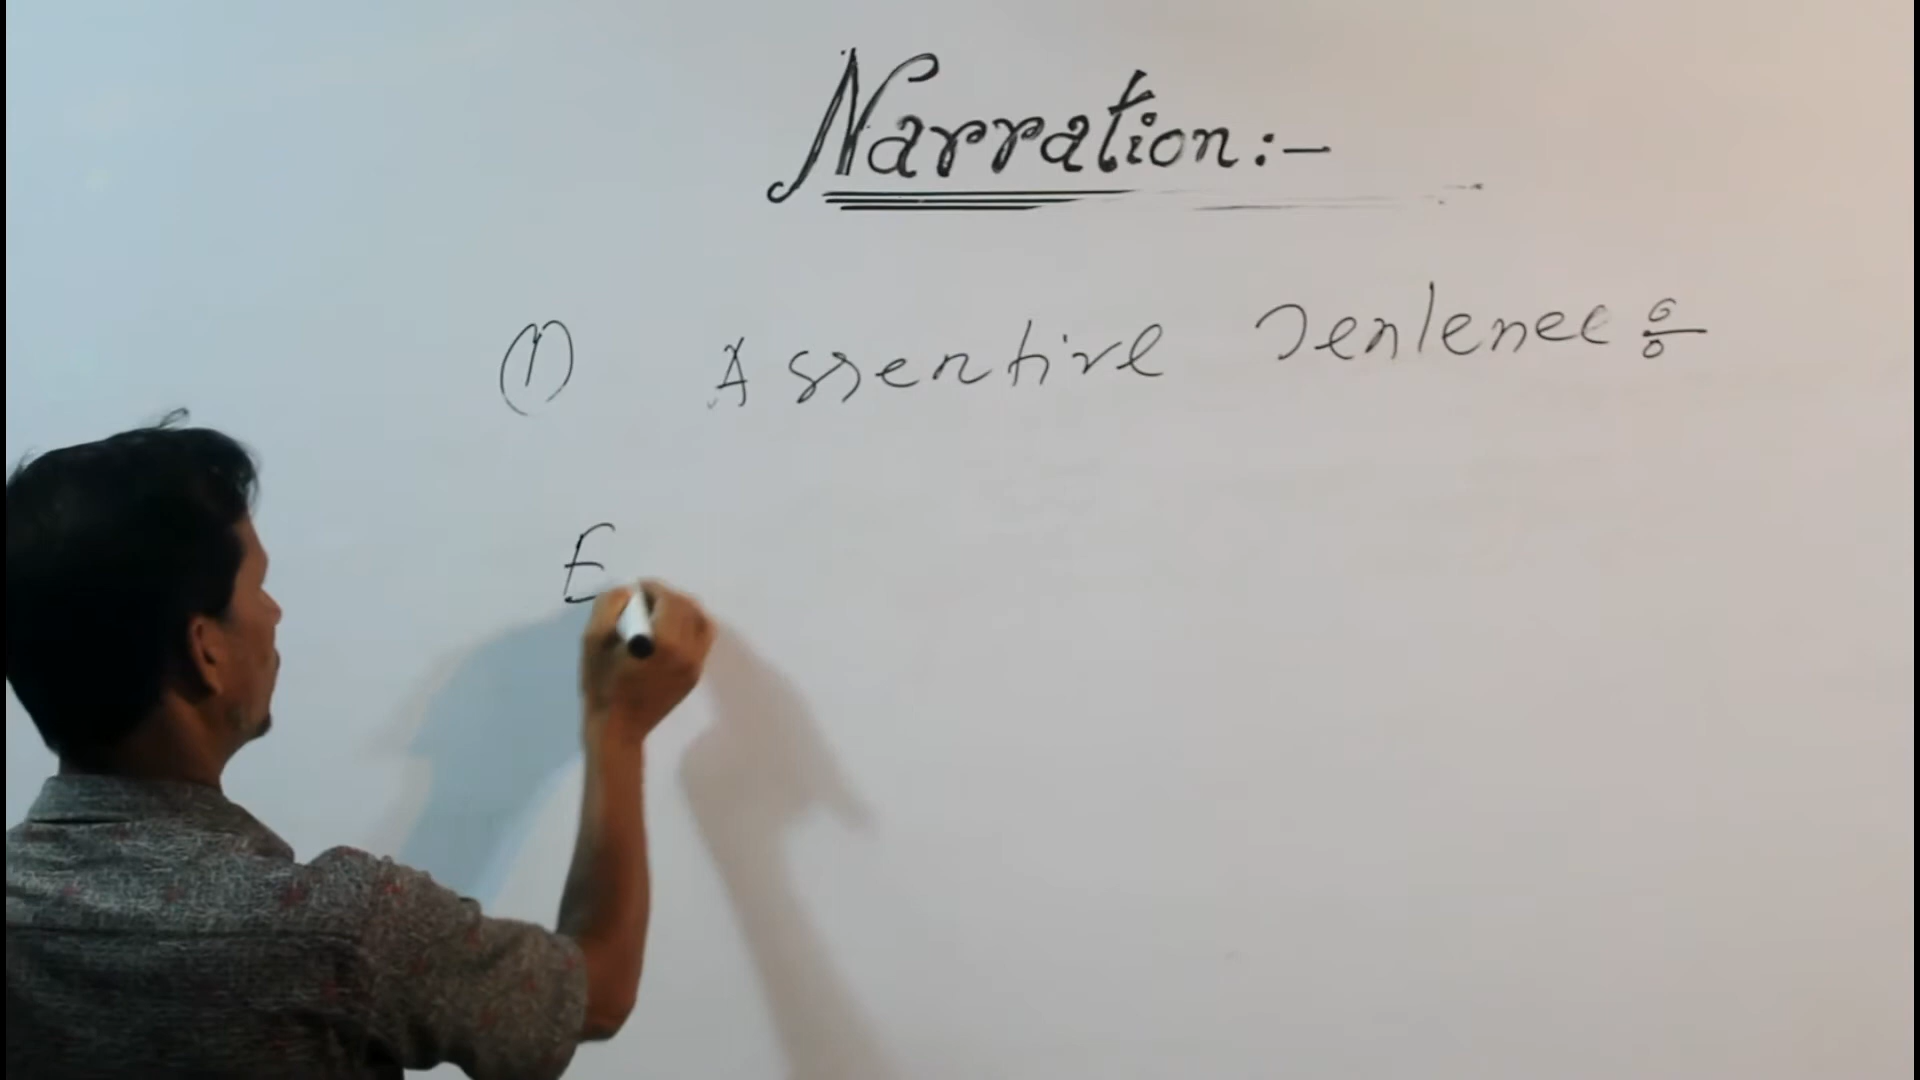 Narration:-
(1) Assertive Sentence :-
E